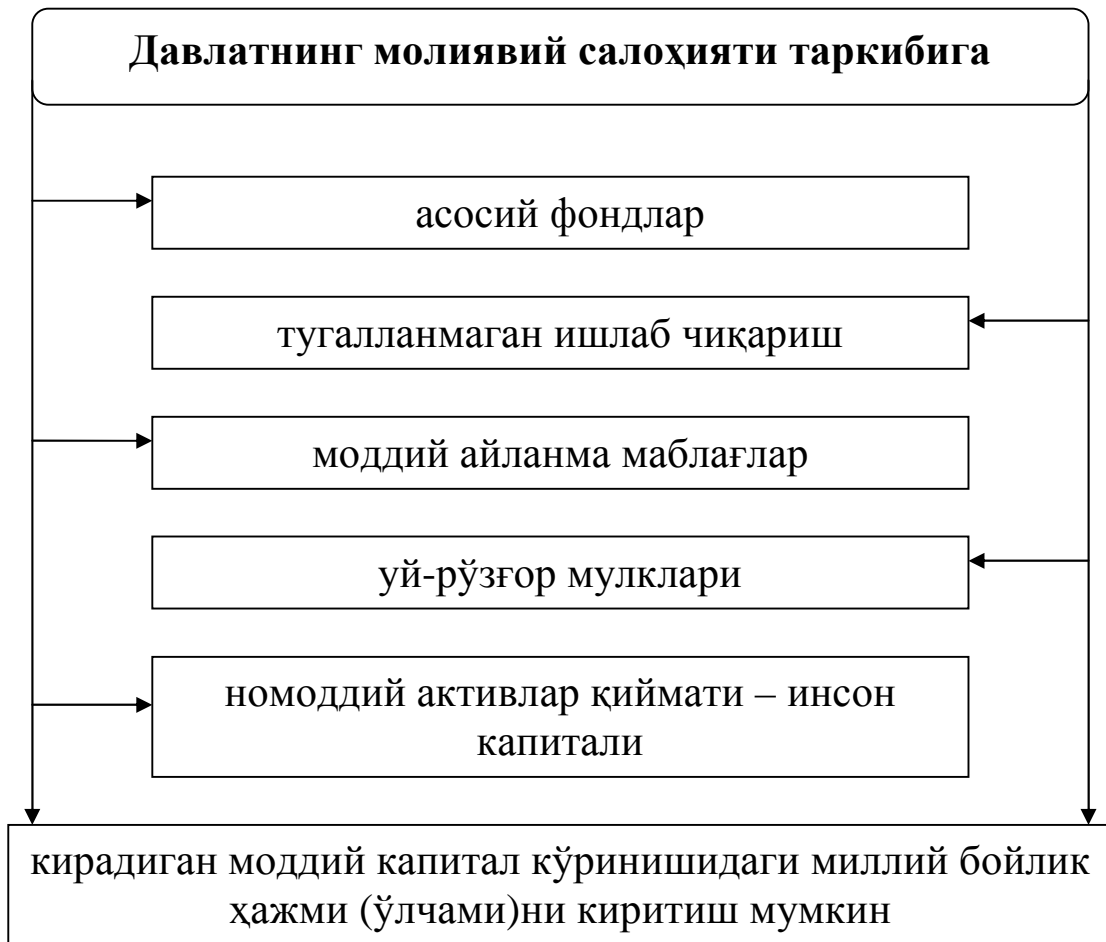 Давлатнинг молиявий салоҳияти таркибига
асосий фондлар
тугалланмаган ишлаб чиқариш
моддий айланма маблағлар
уй-рўзғор мулклари
номоддий активлар қиймати – инсон
капитали
кирадиган моддий капитал кўринишидаги миллий бойлик
ҳажми (ўлчами)ни киритиш мумкин